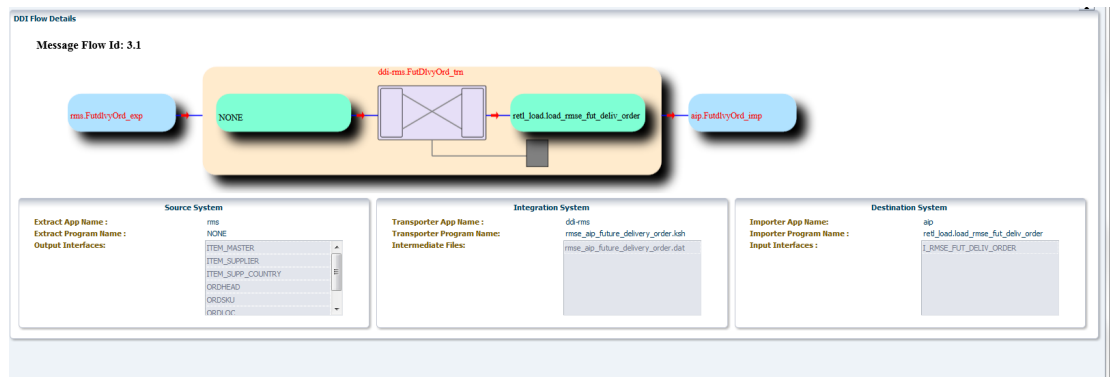 DDI Flow Details
Message Flow Id: 3.1
ddi-rms.FutDlvyOrd_trn
rms.FutdlvyOrd_exp
NONE
retl_load.load_rmse_fut_deliv_order
aip.FutdlvyOrd_imp
Source System
Extract App Name : rms
Extract Program Name : NONE
Output Interfaces: ITEM_MASTER
ITEM_SUPPLIER
ITEM_SUPP_COUNTRY
ORDHEAD
ORDSKU
ORDLOC
Integration System
Transporter App Name : ddi-rms
Transporter Program Name: rmse_aip_future_delivery_order.ksh
Intermediate Files: rmse_aip_future_delivery_order.dat
Destination System
Importer App Name: aip
Importer Program Name : retl_load.load_rmse_fut_deliv_order
Input Interfaces : I_RMSE_FUT_DELIV_ORDER